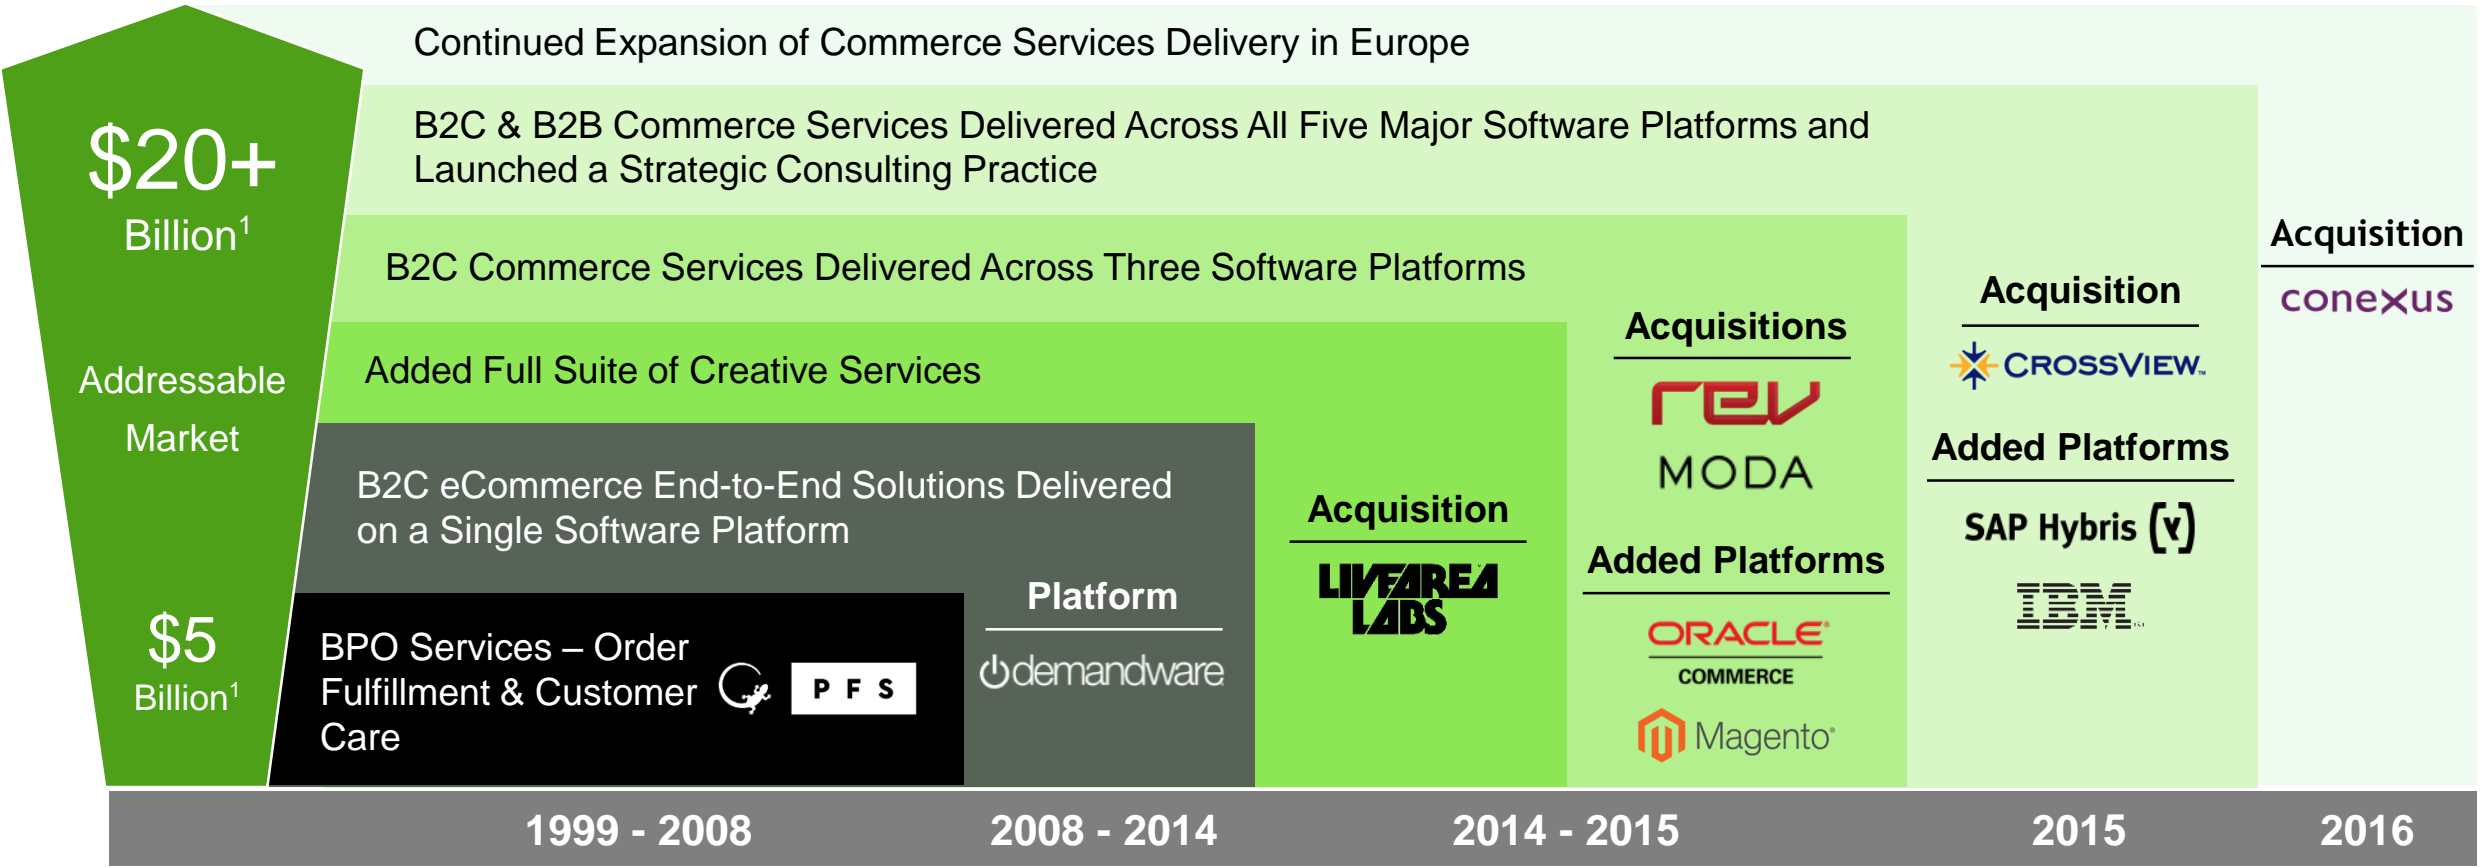 Continued Expansion of Commerce Services Delivery in Europe
$20+
Billion¹
Addressable
Market
$5
Billion¹
B2C & B2B Commerce Services Delivered Across All Five Major Software Platforms and
Launched a Strategic Consulting Practice
B2C Commerce Services Delivered Across Three Software Platforms
Added Full Suite of Creative Services
B2C eCommerce End-to-End Solutions Delivered
on a Single Software Platform
BPO Services – Order
Fulfillment & Customer
Care
PFS
Platform
demandware
Acquisition
LIVEAREA
LABS
Acquisitions
rev
MODA
Added Platforms
ORACLE®
COMMERCE
Magento®
Acquisition
CROSSVIEW™
Added Platforms
SAP Hybris (y)
IBM
Acquisition
conexus
1999 - 2008
2008 - 2014
2014 - 2015
2015
2016